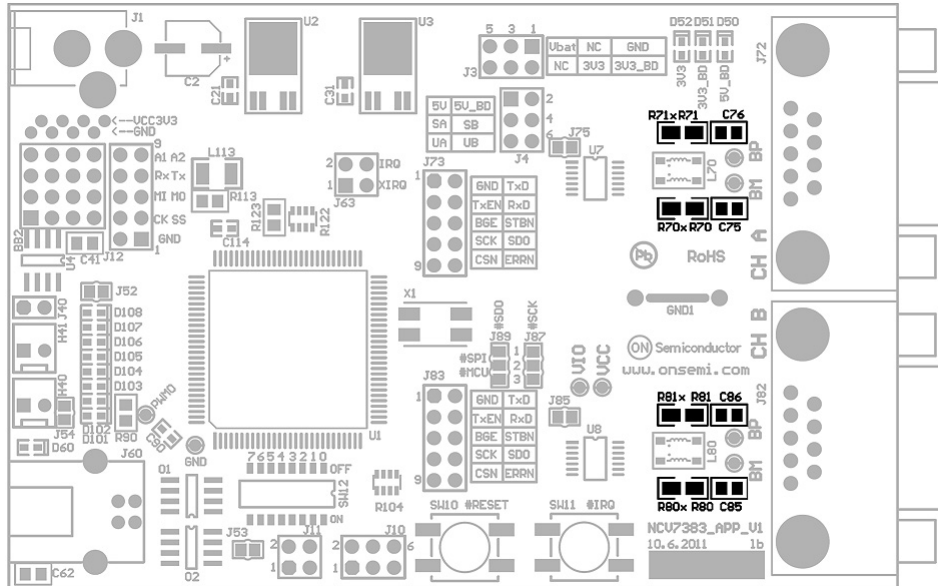 J1
C2
+
U2
U3
C21
C31
5 3 1
J3
Vbat NC GND
NC 3V3 3V3_BD
D52 D51 D50
3V3
3V3_BD
5V_BD
J72
<--VCC3V3
<--GND
5V 5V_BD
SA SB
UA UB
2
4
6
J4
J75
U7
R71x R71 C76
L70
BP
BM
R70x R70 C75
9
A1 A2
Rx Tx
MI MO
CK SS
GND
1
J12
BB2
U4
C41
L113
R113
C114
R123
R122
2
1
IRQ
XIRQ
J63
J73
1
9
GND TxD
TxEN RxD
BGE STBN
SCK SDO
CSN ERRN
Pb
RoHS
CH A
GND1
J52
J40
H41
H40
J54
D108
D107
D106
D105
D104
D103
D102
D101
D60
R90
PWMO
C90
GND
U1
X1
#SDO
#SCK
J89 J87
#SPI
#MCU
1
2
3
VIO
VCC
ON Semiconductor
www.onsemi.com
CH B
J82
J83
1
9
GND TxD
TxEN RxD
BGE STBN
SCK SDO
CSN ERRN
J85
U8
R81x R81 C86
L80
BP
BM
R80x R80 C85
J60
O1
O2
C62
76543210
OFF
ON
SW12
R104
J53
2
1
J11
2
1
J10
6
5
SW10 #RESET
SW11 #IRQ
NCV7383_APP_V1
10.6.2011 1b